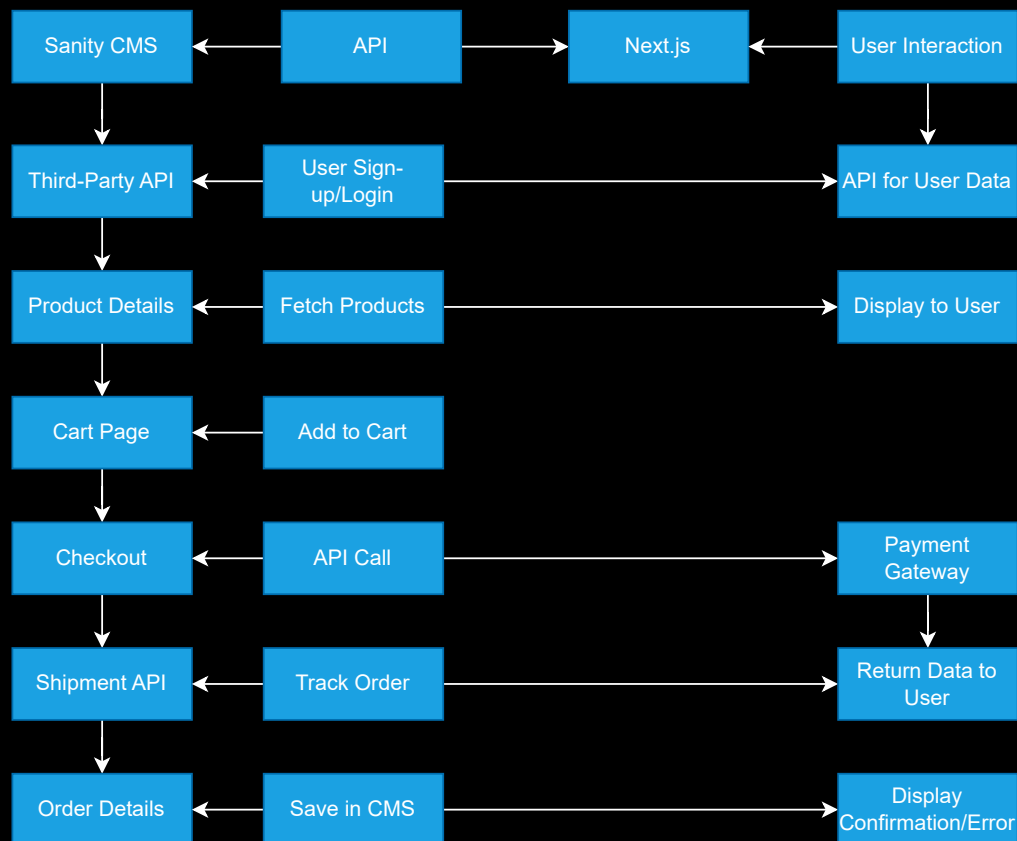 Sanity CMS
API
Next.js
User Interaction
Third-Party API
User Sign-
up/Login
API for User Data
Product Details
Fetch Products
Display to User
Cart Page
Add to Cart
Checkout
API Call
Payment
Gateway
Shipment API
Track Order
Return Data to
User
Order Details
Save in CMS
Display
Confirmation/Error